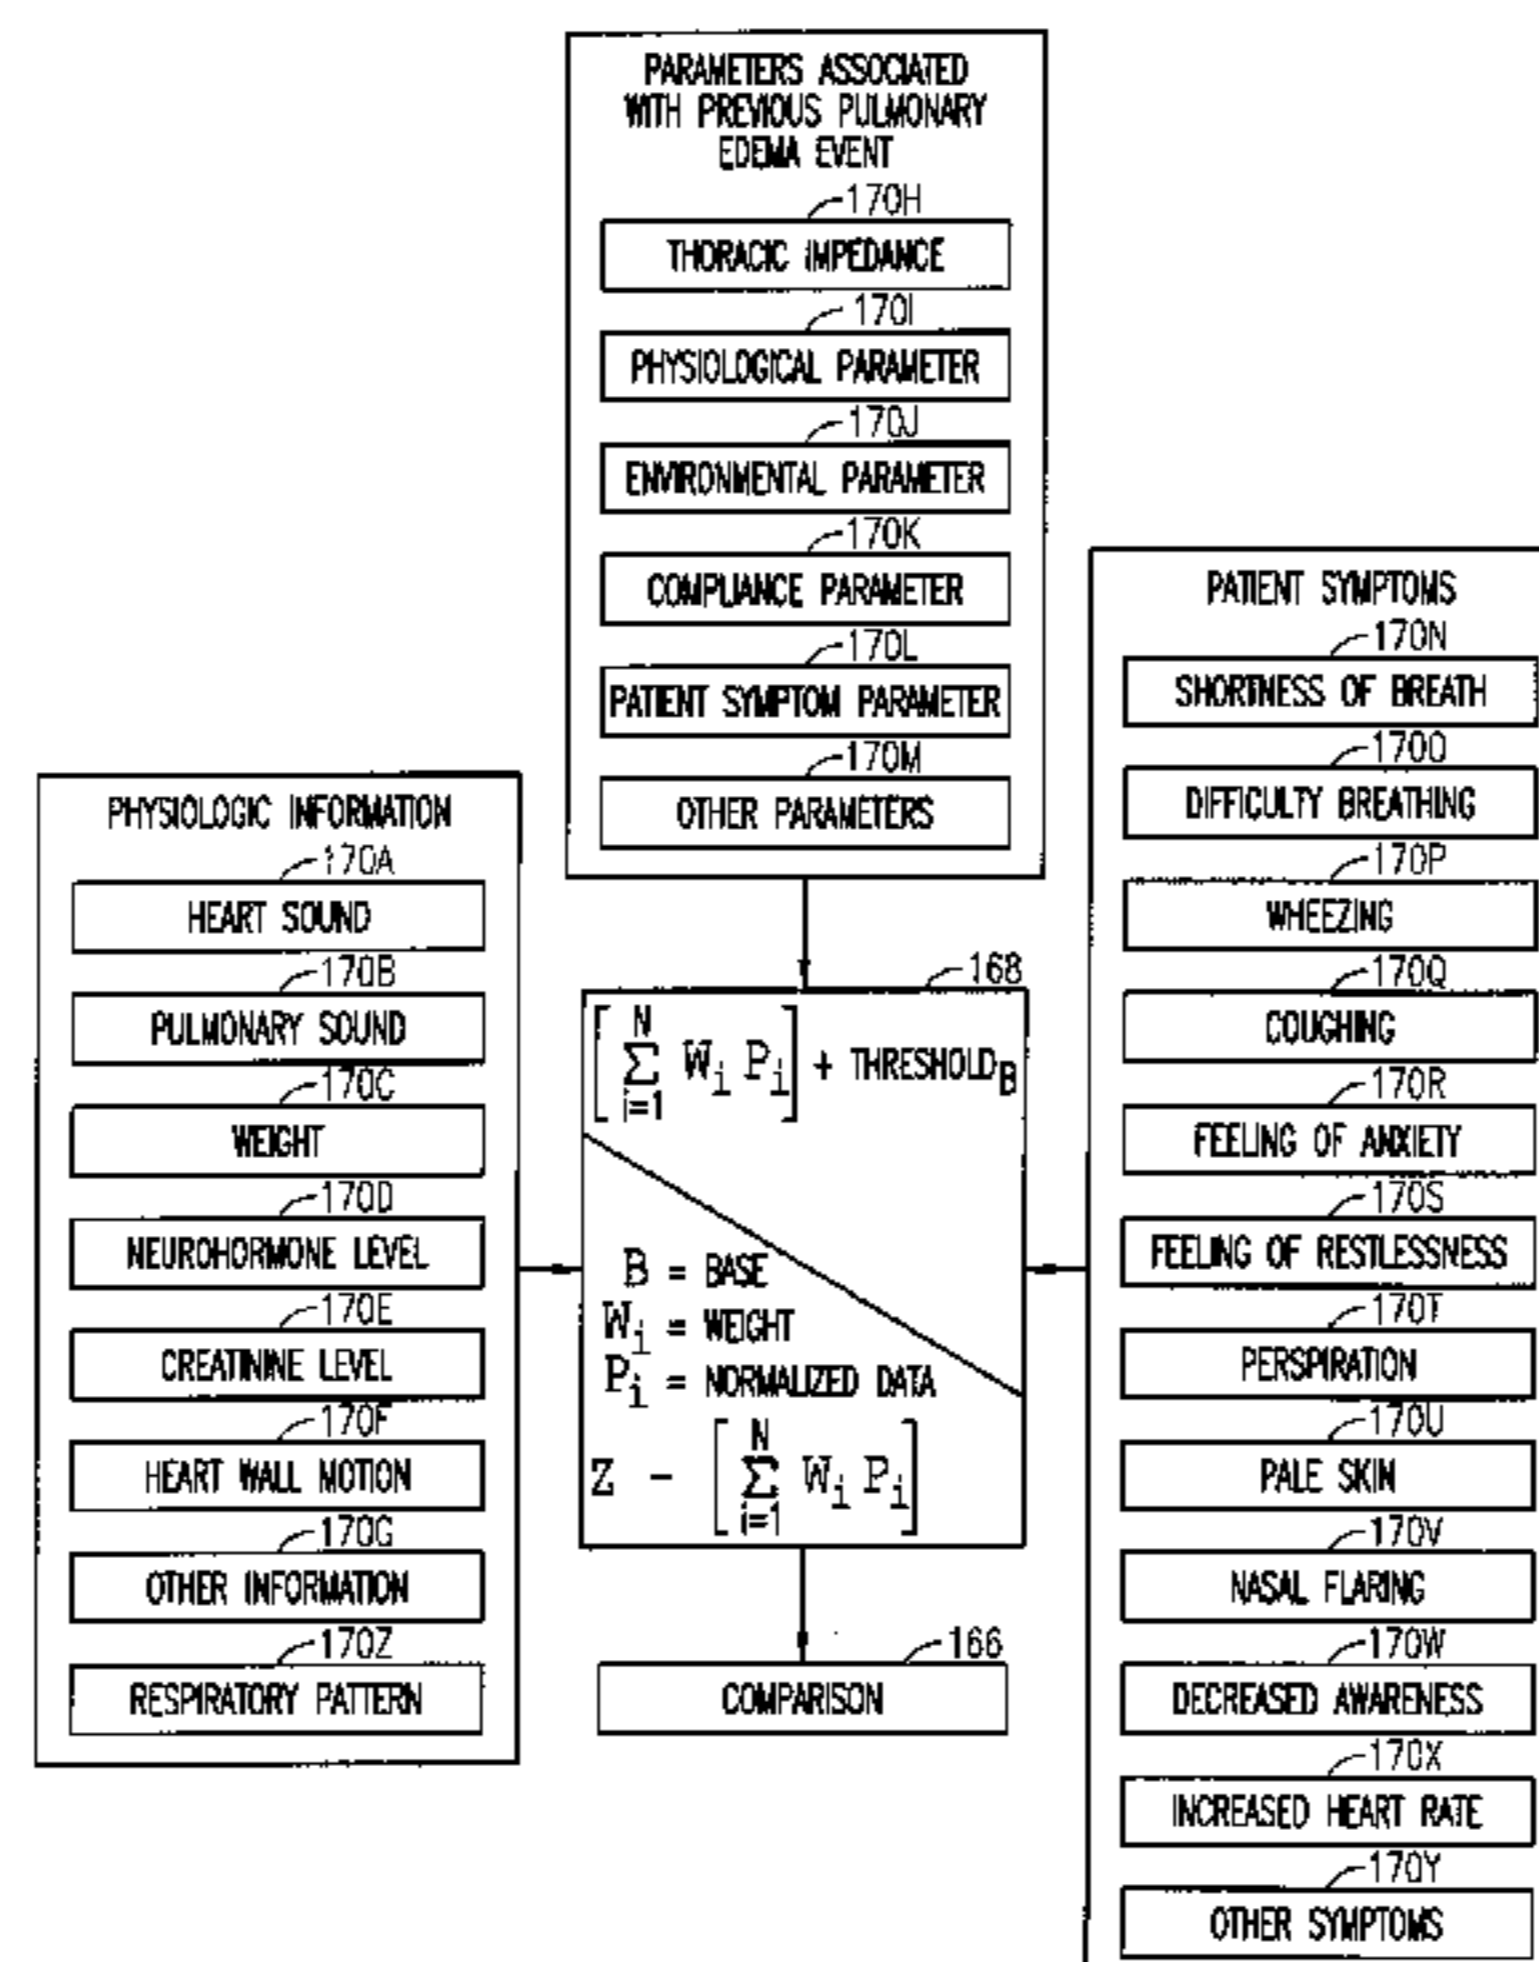 PARAMETERS ASSOCIATED
WITH PREVIOUS PULMONARY
EDEMA EVENT
170H
THORACIC IMPEDANCE
170I
PHYSIOLOGICAL PARAMETER
170J
ENVIRONMENTAL PARAMETER
170K
COMPLIANCE PARAMETER
170L
PATIENT SYMPTOM PARAMETER
170M
OTHER PARAMETERS
PHYSIOLOGIC INFORMATION
170A
HEART SOUND
170B
PULMONARY SOUND
170C
WEIGHT
170D
NEUROHORMONE LEVEL
170E
CREATININE LEVEL
170F
HEART WALL MOTION
170G
OTHER INFORMATION
170Z
RESPIRATORY PATTERN
168
[ N Σ i=1 W_i P_i ] + THRESHOLD_B
B = BASE
W_i = WEIGHT
P_i = NORMALIZED DATA
Z - [ N Σ i=1 W_i P_i ]
166
COMPARISON
PATIENT SYMPTOMS
170N
SHORTNESS OF BREATH
170O
DIFFICULTY BREATHING
170P
WHEEZING
170Q
COUGHING
170R
FEELING OF ANXIETY
170S
FEELING OF RESTLESSNESS
170T
PERSPIRATION
170U
PALE SKIN
170V
NASAL FLARING
170W
DECREASED AWARENESS
170X
INCREASED HEART RATE
170Y
OTHER SYMPTOMS